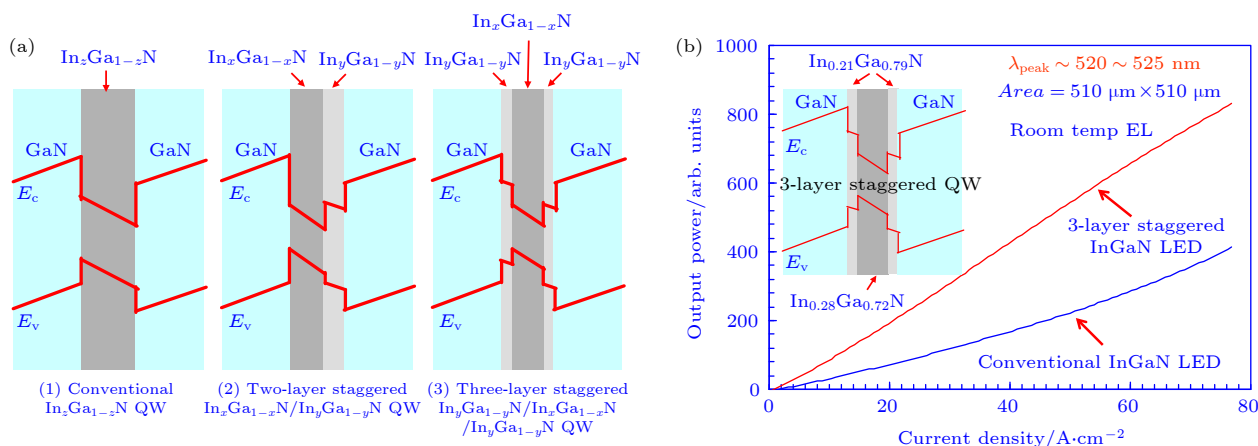 (a)
In_xGa_{1−x}N
In_zGa_{1−z}N
In_xGa_{1−x}N
In_yGa_{1−y}N
In_yGa_{1−y}N
In_yGa_{1−y}N
GaN
GaN
E_c
E_v
GaN
GaN
E_c
E_v
GaN
GaN
E_c
E_v
(1) Conventional
In_zGa_{1−z}N QW
(2) Two-layer staggered
In_xGa_{1−x}N/In_yGa_{1−y}N QW
(3) Three-layer staggered
In_yGa_{1−y}N/In_xGa_{1−x}N
/In_yGa_{1−y}N QW
(b)
Output power/arb. units
1000
800
600
400
200
0
In_{0.21}Ga_{0.79}N
GaN
GaN
E_c
3-layer staggered QW
E_v
In_{0.28}Ga_{0.72}N
λ_{peak} ∼ 520 ∼ 525 nm
Area = 510 μm×510 μm
Room temp EL
3-layer staggered
InGaN LED
Conventional InGaN LED
0
20
40
60
80
Current density/A·cm^{−2}